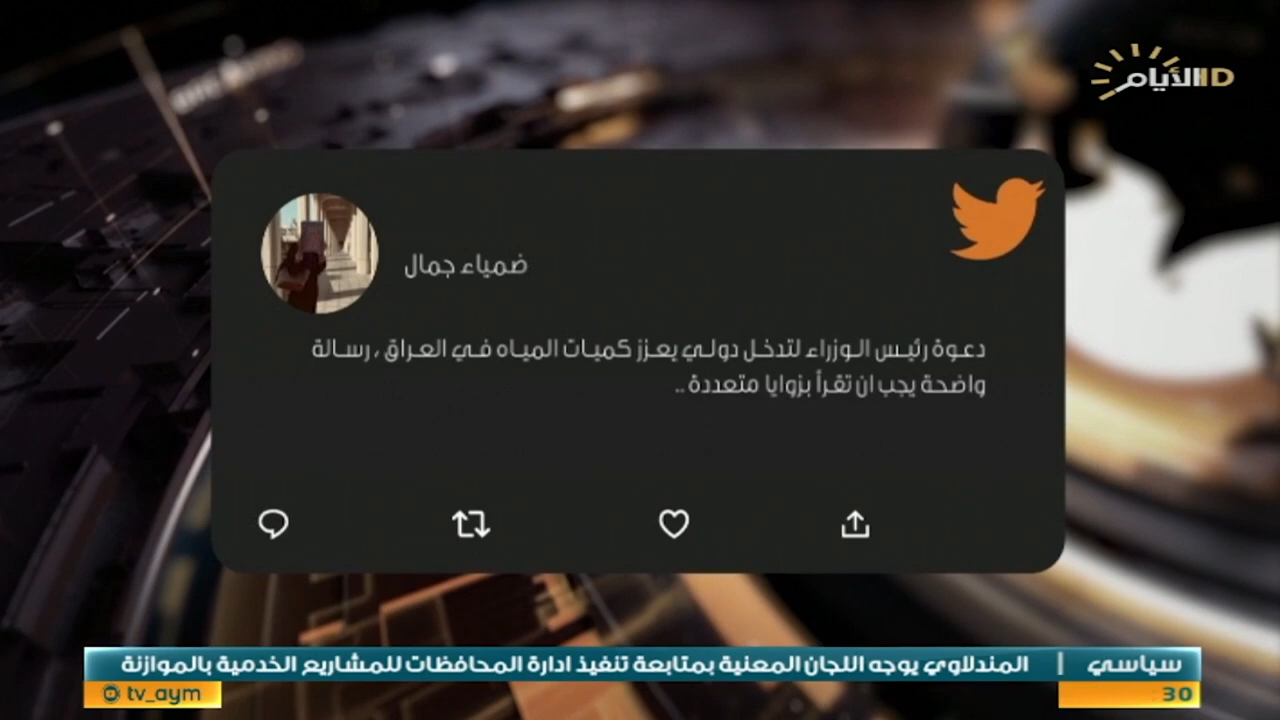 الأيام HD
ضمياء جمال
دعوة رئيس الوزراء لتدخل دولي يعزز كميات المياه في العراق ، رسالة
واضحة يجب ان تقرأ بزوايا متعددة ..
سياسي | المندلاوي يوجه اللجان المعنية بمتابعة تنفيذ ادارة المحافظات للمشاريع الخدمية بالموازنة
30
tv_aym